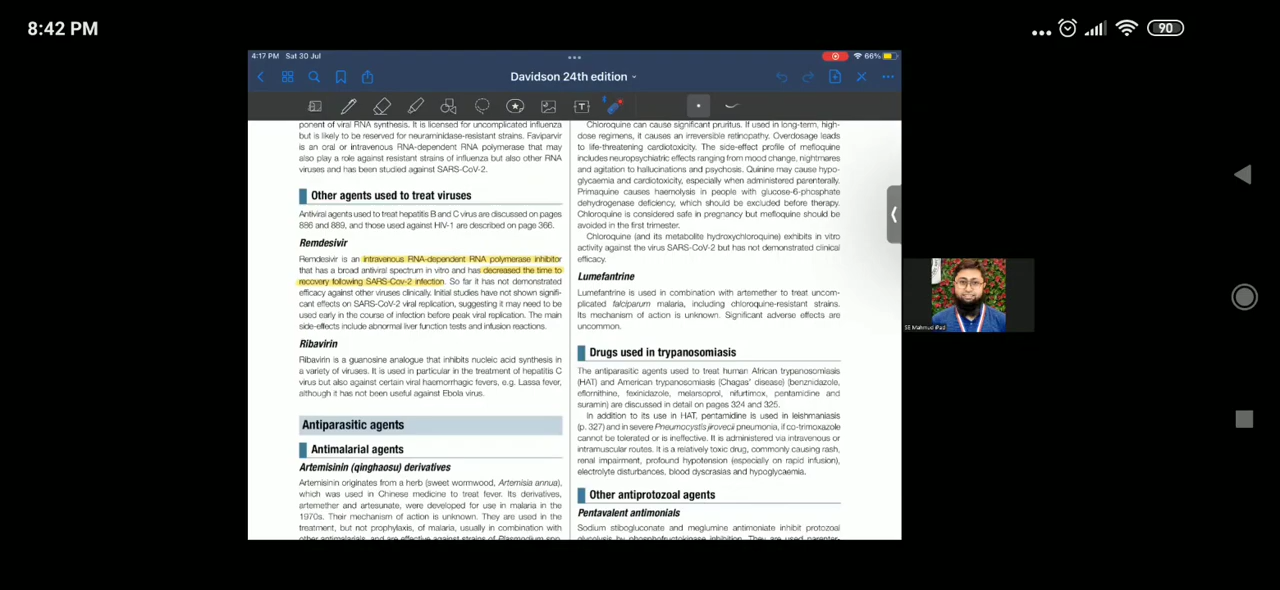 8:42 PM
90
4:17 PM Sat 30 Jul
66%
Davidson 24th edition
ponent of viral RNA synthesis. It is licensed for uncomplicated influenza
but is likely to be reserved for neuraminidase-resistant strains. Faviparvir
is an oral or intravenous RNA-dependent RNA polymerase that may
also play a role against resistant strains of influenza but also other RNA
viruses and has been studied against SARS-CoV-2.
Other agents used to treat viruses
Antiviral agents used to treat hepatitis B and C virus are discussed on pages
886 and 889, and those used against HIV-1 are described on page 366.
Remdesivir
Remdesivir is an intravenous RNA-dependent RNA polymerase inhibitor
that has a broad antiviral spectrum in vitro and has decreased the time to
recovery following SARS-Cov-2 infection. So far it has not demonstrated
efficacy against other viruses clinically. Initial studies have not shown signifi-
cant effects on SARS-CoV-2 viral replication, suggesting it may need to be
used early in the course of infection before peak viral replication. The main
side-effects include abnormal liver function tests and infusion reactions.
Ribavirin
Ribavirin is a guanosine analogue that inhibits nucleic acid synthesis in
a variety of viruses. It is used in particular in the treatment of hepatitis C
virus but also against certain viral haemorrhagic fevers, e.g. Lassa fever,
although it has not been useful against Ebola virus.
Antiparasitic agents
Antimalarial agents
Artemisinin (qinghaosu) derivatives
Artemisinin originates from a herb (sweet wormwood, Artemisia annua),
which was used in Chinese medicine to treat fever. Its derivatives,
artemether and artesunate, were developed for use in malaria in the
1970s. Their mechanism of action is unknown. They are used in the
treatment, but not prophylaxis, of malaria, usually in combination with
other antimalarials, and are effective against strains of Plasmodium spp.
Chloroquine can cause significant pruritus. If used in long-term, high-
dose regimens, it causes an irreversible retinopathy. Overdosage leads
to life-threatening cardiotoxicity. The side-effect profile of mefloquine
includes neuropsychiatric effects ranging from mood change, nightmares
and agitation to hallucinations and psychosis. Quinine may cause hypo-
glycaemia and cardiotoxicity, especially when administered parenterally.
Primaquine causes haemolysis in people with glucose-6-phosphate
dehydrogenase deficiency, which should be excluded before therapy.
Chloroquine is considered safe in pregnancy but mefloquine should be
avoided in the first trimester.
Chloroquine (and its metabolite hydroxychloroquine) exhibits in vitro
activity against the virus SARS-CoV-2 but has not demonstrated clinical
efficacy.
Lumefantrine
Lumefantrine is used in combination with artemether to treat uncom-
plicated falciparum malaria, including chloroquine-resistant strains.
Its mechanism of action is unknown. Significant adverse effects are
uncommon.
Drugs used in trypanosomiasis
The antiparasitic agents used to treat human African trypanosomiasis
(HAT) and American trypanosomiasis (Chagas' disease) (benznidazole,
eflornithine, fexinidazole, melarsoprol, nifurtimox, pentamidine and
suramin) are discussed in detail on pages 324 and 325.
In addition to its use in HAT, pentamidine is used in leishmaniasis
(p. 327) and in severe Pneumocystis jirovecii pneumonia, if co-trimoxazole
cannot be tolerated or is ineffective. It is administered via intravenous or
intramuscular routes. It is a relatively toxic drug, commonly causing rash,
renal impairment, profound hypotension (especially on rapid infusion),
electrolyte disturbances, blood dyscrasias and hypoglycaemia.
Other antiprotozoal agents
Pentavalent antimonials
Sodium stibogluconate and meglumine antimoniate inhibit protozoal
glycolysis by phosphofructokinase inhibition. They are used parenter-
SE Mahmud iPad